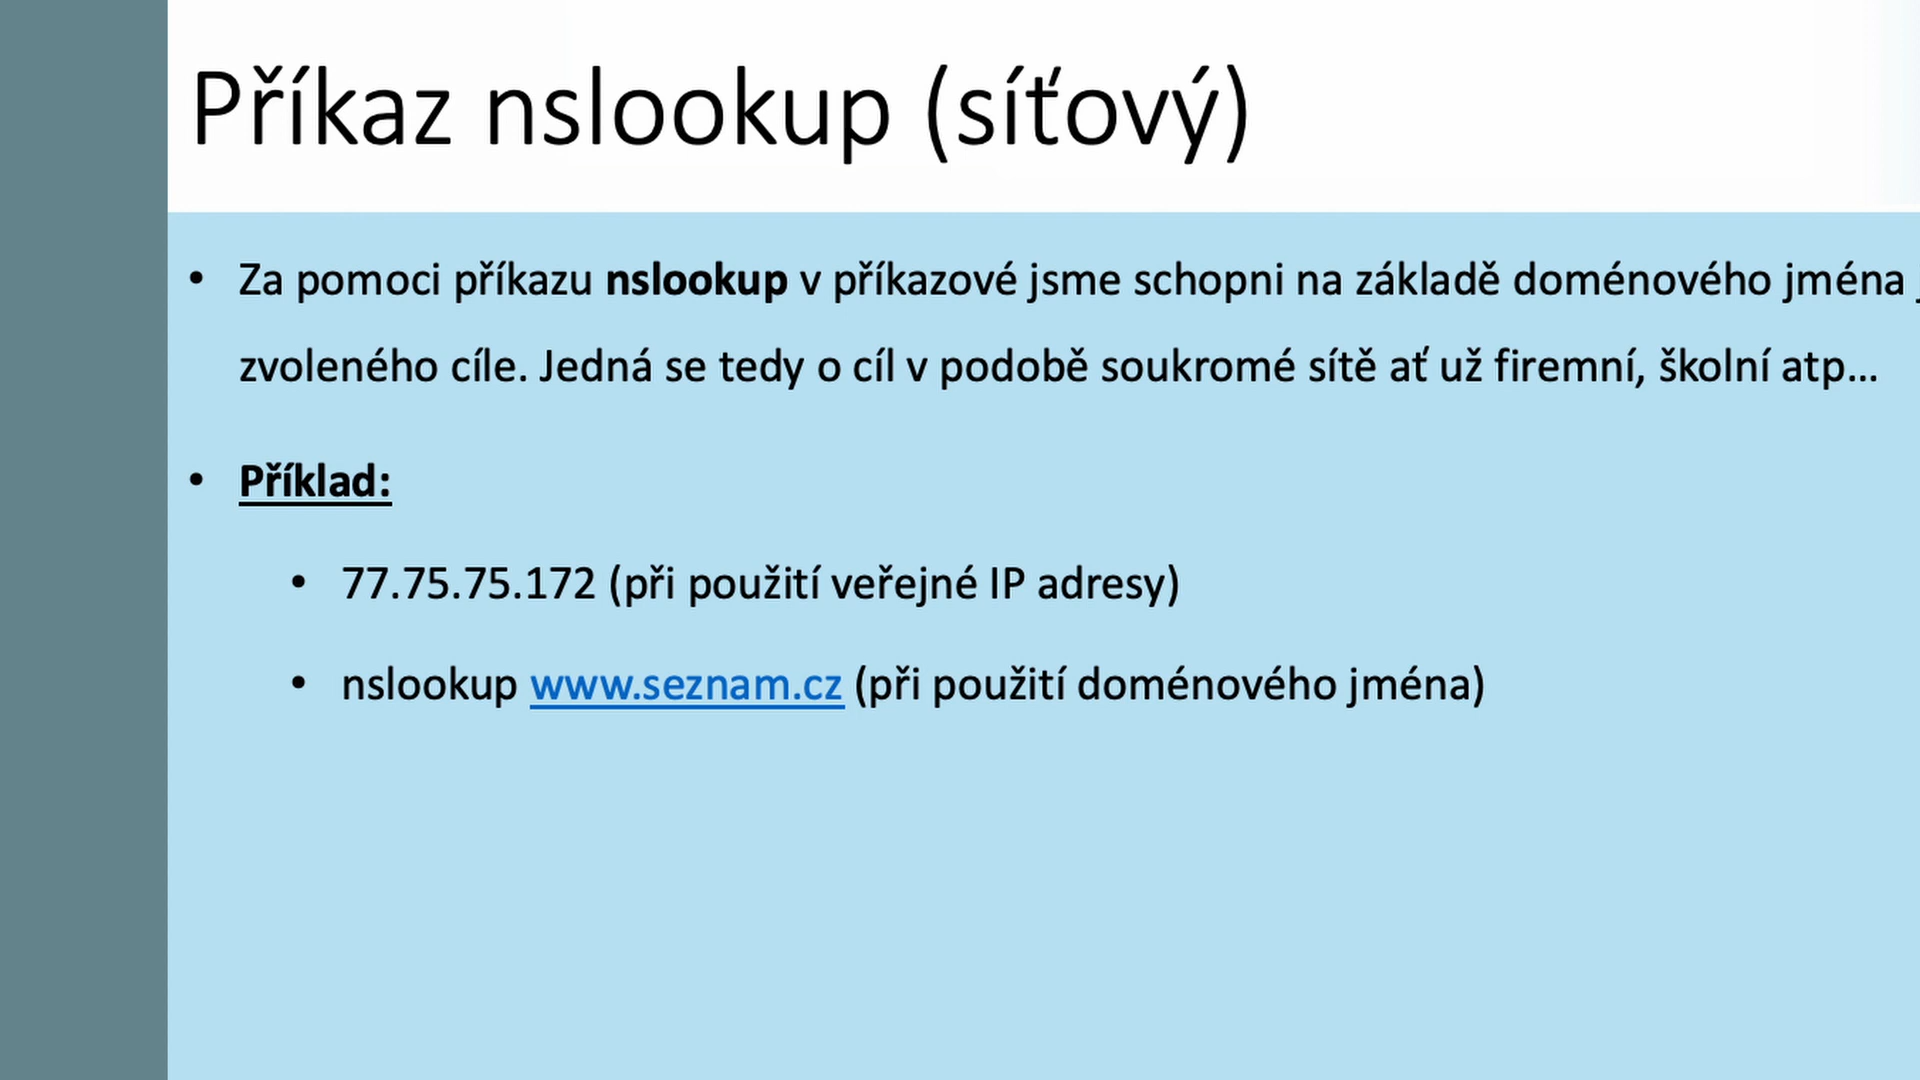 Příkaz nslookup (síťový)
• Za pomoci příkazu nslookup v příkazové jsme schopni na základě doménového jména
zvoleného cíle. Jedná se tedy o cíl v podobě soukromé sítě ať už firemní, školní atp...
• Příklad:
• 77.75.75.172 (při použití veřejné IP adresy)
• nslookup www.seznam.cz (při použití doménového jména)